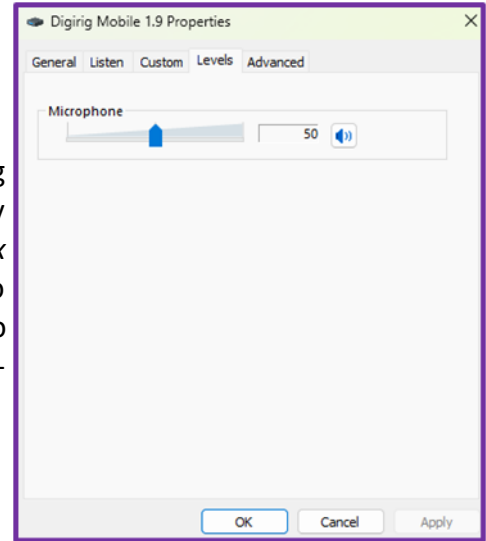 Digirig Mobile 1.9 Properties
General Listen Custom Levels Advanced
Microphone
50
OK Cancel Apply